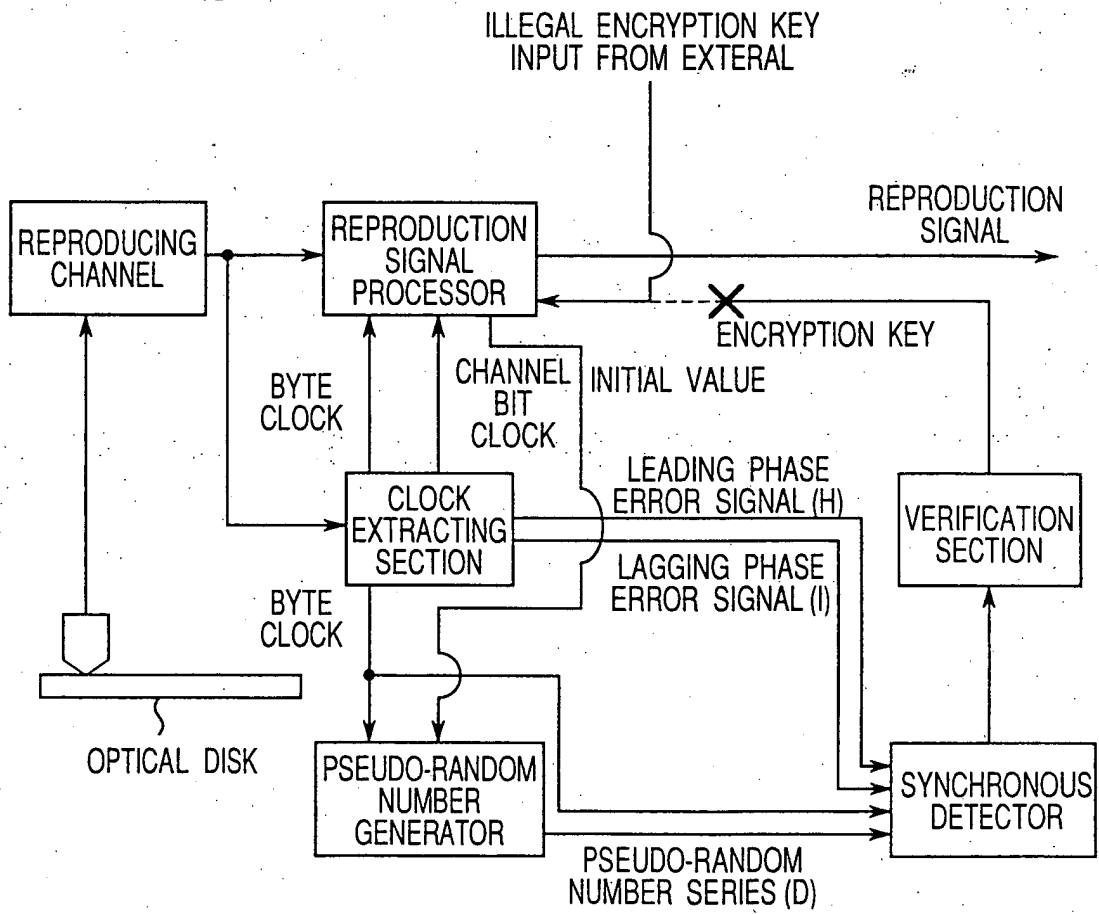 ILLEGAL ENCRYPTION KEY
INPUT FROM EXTERAL
REPRODUCING
CHANNEL
REPRODUCTION
SIGNAL
PROCESSOR
REPRODUCTION
SIGNAL
ENCRYPTION KEY
BYTE
CLOCK
CHANNEL
BIT
CLOCK
INITIAL VALUE
CLOCK
EXTRACTING
SECTION
LEADING PHASE
ERROR SIGNAL (H)
LAGGING PHASE
ERROR SIGNAL (I)
VERIFICATION
SECTION
BYTE
CLOCK
OPTICAL DISK
PSEUDO-RANDOM
NUMBER
GENERATOR
SYNCHRONOUS
DETECTOR
PSEUDO-RANDOM
NUMBER SERIES (D)